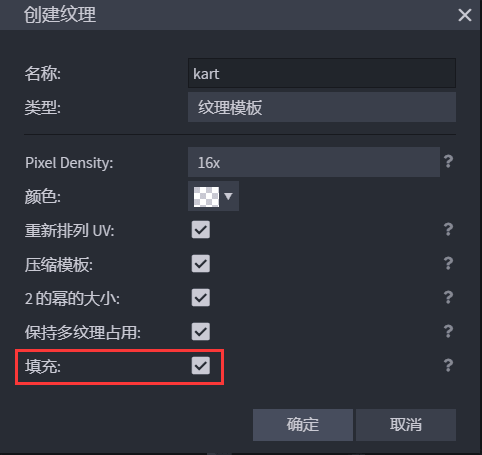 创建纹理
名称: kart
类型: 纹理模板
Pixel Density: 16x ?
颜色:
重新排列 UV: ?
压缩模板: ?
2 的幂的大小: ?
保持多纹理占用: ?
填充: ?
确定 取消